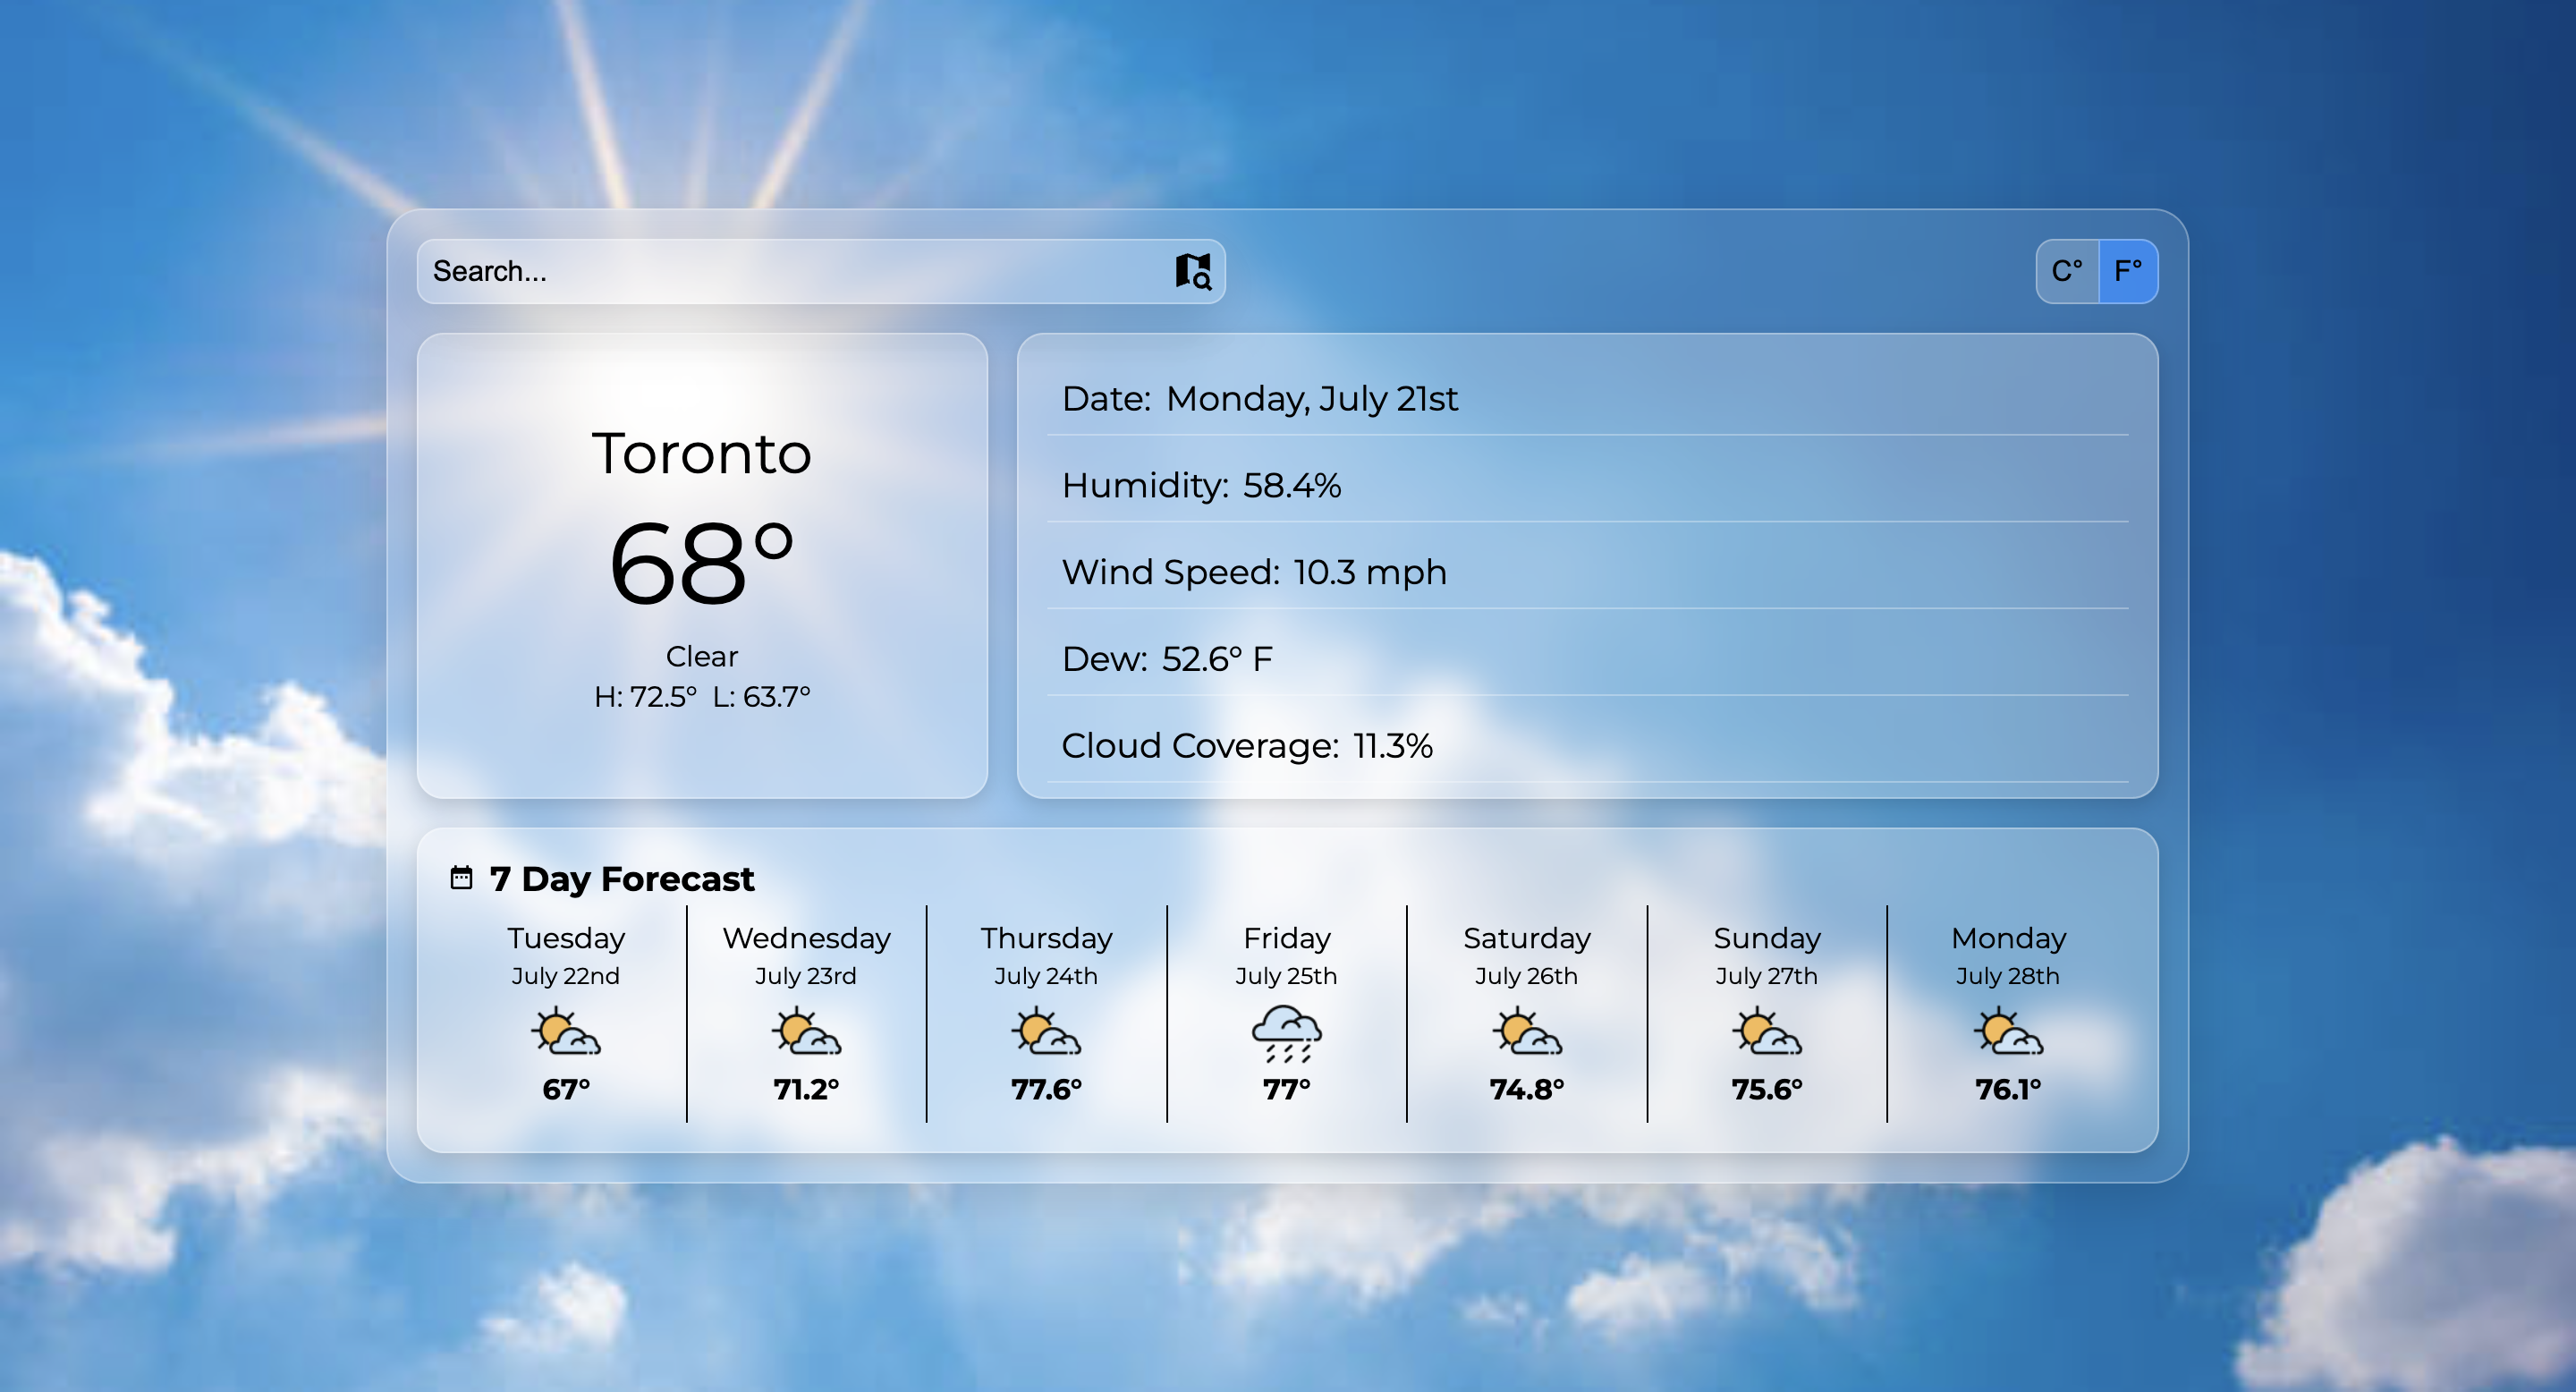 Search...
C° F°
Toronto
68°
Clear
H: 72.5° L: 63.7°
Date: Monday, July 21st
Humidity: 58.4%
Wind Speed: 10.3 mph
Dew: 52.6° F
Cloud Coverage: 11.3%
7 Day Forecast
Tuesday
July 22nd
67°
Wednesday
July 23rd
71.2°
Thursday
July 24th
77.6°
Friday
July 25th
77°
Saturday
July 26th
74.8°
Sunday
July 27th
75.6°
Monday
July 28th
76.1°